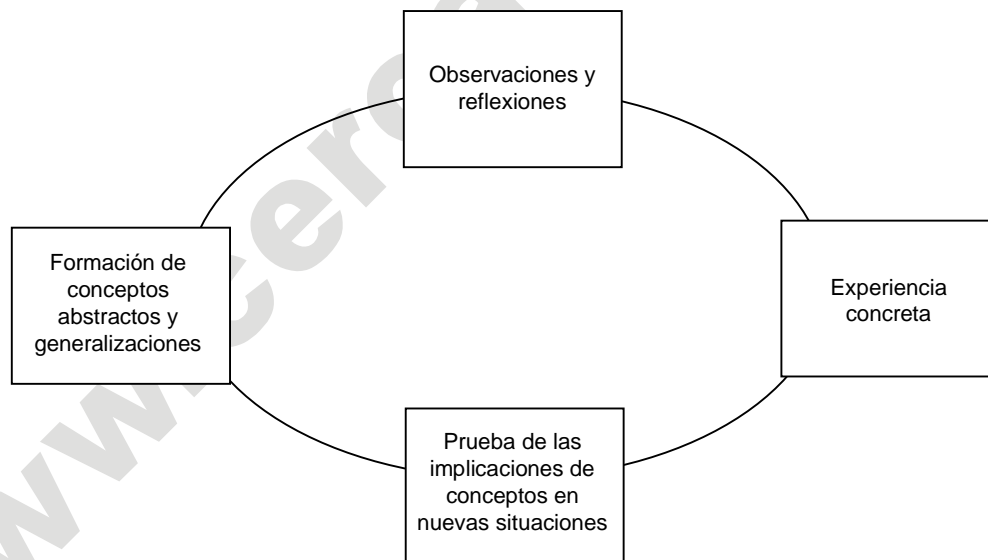 Observaciones y
reflexiones
Formación de
conceptos
abstractos y
generalizaciones
Experiencia
concreta
Prueba de las
implicaciones de
conceptos en
nuevas situaciones